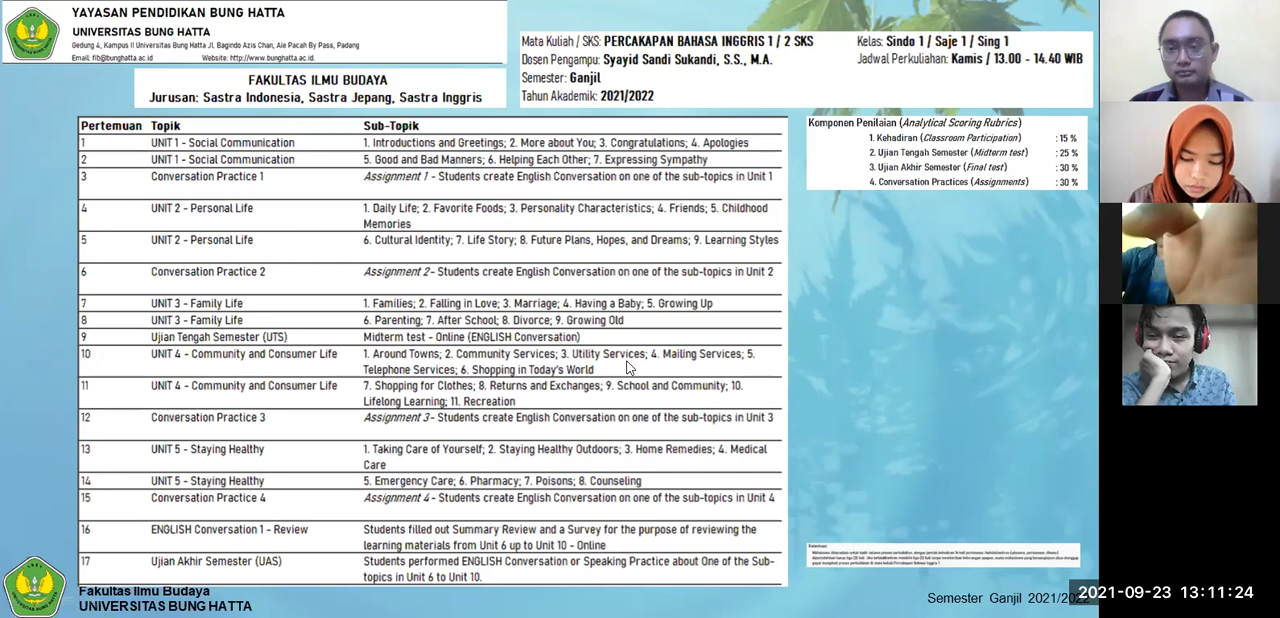 YAYASAN PENDIDIKAN BUNG HATTA
UNIVERSITAS BUNG HATTA
Gedung 4, Kampus II Universitas Bung Hatta Jl. Bagindo Azis Chan, Aie Pacah By Pass, Padang
Email: fib@bunghatta.ac.id Website: http://www.bunghatta.ac.id
FAKULTAS ILMU BUDAYA
Jurusan: Sastra Indonesia, Sastra Jepang, Sastra Inggris
Mata Kuliah / SKS: PERCAKAPAN BAHASA INGGRIS 1 / 2 SKS
Dosen Pengampu: Syayid Sandi Sukandi, S.S., M.A.
Semester: Ganjil
Tahun Akademik: 2021/2022
Kelas: Sindo 1 / Saje 1 / Sing 1
Jadwal Perkuliahan: Kamis / 13.00 - 14.40 WIB
Pertemuan Topik Sub-Topik
1 UNIT 1 - Social Communication 1. Introductions and Greetings; 2. More about You; 3. Congratulations; 4. Apologies
2 UNIT 1 - Social Communication 5. Good and Bad Manners; 6. Helping Each Other; 7. Expressing Sympathy
3 Conversation Practice 1 Assignment 1 - Students create English Conversation on one of the sub-topics in Unit 1
4 UNIT 2 - Personal Life 1. Daily Life; 2. Favorite Foods; 3. Personality Characteristics; 4. Friends; 5. Childhood
Memories
5 UNIT 2 - Personal Life 6. Cultural Identity; 7. Life Story; 8. Future Plans, Hopes, and Dreams; 9. Learning Styles
6 Conversation Practice 2 Assignment 2 - Students create English Conversation on one of the sub-topics in Unit 2
7 UNIT 3 - Family Life 1. Families; 2. Falling in Love; 3. Marriage; 4. Having a Baby; 5. Growing Up
8 UNIT 3 - Family Life 6. Parenting; 7. After School; 8. Divorce; 9. Growing Old
9 Ujian Tengah Semester (UTS) Midterm test - Online (ENGLISH Conversation)
10 UNIT 4 - Community and Consumer Life 1. Around Towns; 2. Community Services; 3. Utility Services; 4. Mailing Services; 5.
Telephone Services; 6. Shopping in Today's World
11 UNIT 4 - Community and Consumer Life 7. Shopping for Clothes; 8. Returns and Exchanges; 9. School and Community; 10.
Lifelong Learning; 11. Recreation
12 Conversation Practice 3 Assignment 3 - Students create English Conversation on one of the sub-topics in Unit 3
13 UNIT 5 - Staying Healthy 1. Taking Care of Yourself; 2. Staying Healthy Outdoors; 3. Home Remedies; 4. Medical
Care
14 UNIT 5 - Staying Healthy 5. Emergency Care; 6. Pharmacy; 7. Poisons; 8. Counseling
15 Conversation Practice 4 Assignment 4 - Students create English Conversation on one of the sub-topics in Unit 4
16 ENGLISH Conversation 1 - Review Students filled out Summary Review and a Survey for the purpose of reviewing the
learning materials from Unit 6 up to Unit 10 - Online
17 Ujian Akhir Semester (UAS) Students performed ENGLISH Conversation or Speaking Practice about One of the Sub-
topics in Unit 6 to Unit 10.
Komponen Penilaian (Analytical Scoring Rubrics)
1. Kehadiran (Classroom Participation) : 15 %
2. Ujian Tengah Semester (Midterm test) : 25 %
3. Ujian Akhir Semester (Final test) : 30 %
4. Conversation Practices (Assignments) : 30 %
Fakultas Ilmu Budaya
UNIVERSITAS BUNG HATTA
Semester Ganjil 2021/2022
2021-09-23 13:11:24